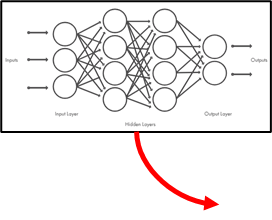 Inputs
Outputs
Input Layer
Output Layer
Hidden Layers